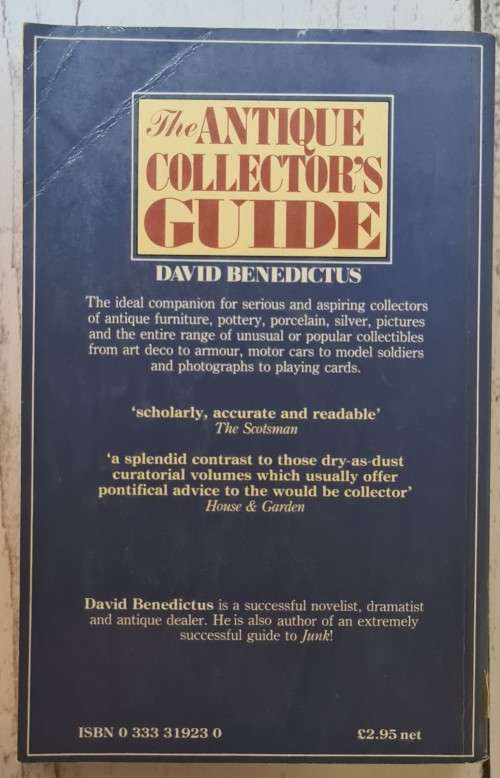 The ANTIQUE
COLLECTOR'S
GUIDE
DAVID BENEDICTUS
The ideal companion for serious and aspiring collectors
of antique furniture, pottery, porcelain, silver, pictures
and the entire range of unusual or popular collectibles
from art deco to armour, motor cars to model soldiers
and photographs to playing cards.
‘scholarly, accurate and readable’
The Scotsman
‘a splendid contrast to those dry-as-dust
curatorial volumes which usually offer
pontifical advice to the would be collector’
House & Garden
David Benedictus is a successful novelist, dramatist
and antique dealer. He is also author of an extremely
successful guide to Junk!
ISBN 0 333 31923 0
£2.95 net